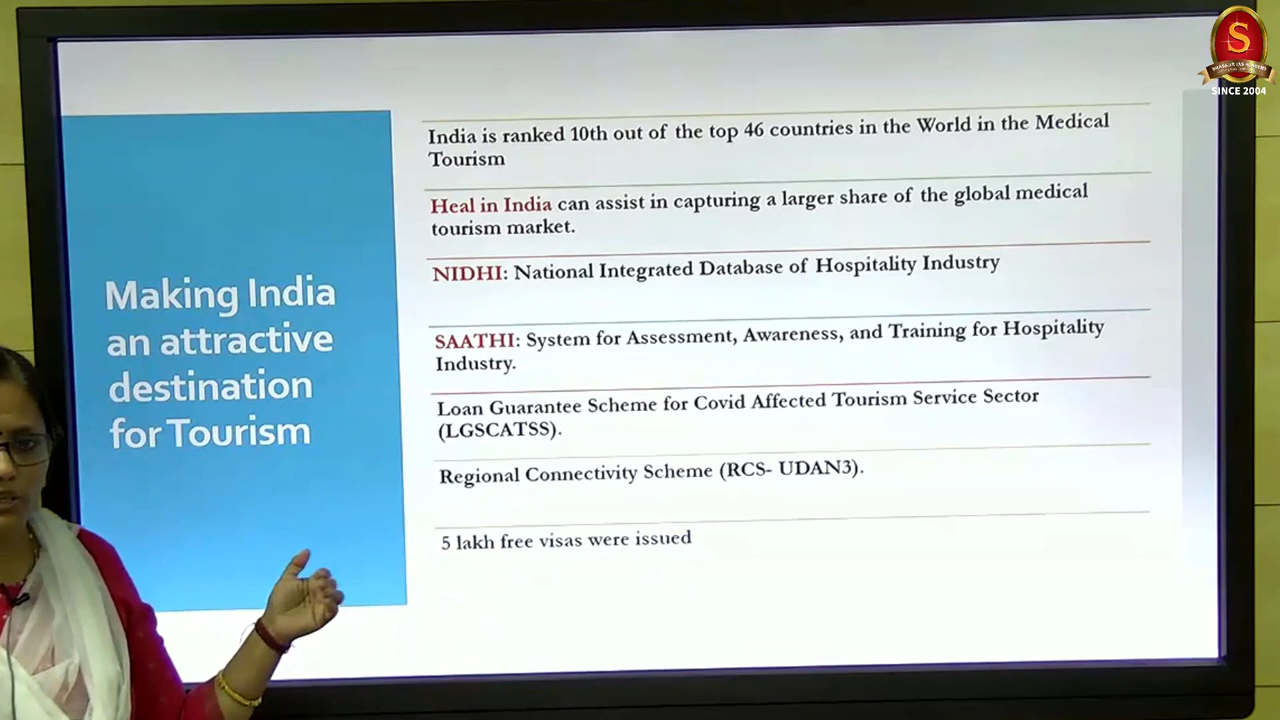 S
SHANKAR IAS ACADEMY
SINCE 2004
Making India
an attractive
destination
for Tourism
India is ranked 10th out of the top 46 countries in the World in the Medical
Tourism
Heal in India can assist in capturing a larger share of the global medical
tourism market.
NIDHI: National Integrated Database of Hospitality Industry
SAATHI: System for Assessment, Awareness, and Training for Hospitality
Industry.
Loan Guarantee Scheme for Covid Affected Tourism Service Sector
(LGSCATSS).
Regional Connectivity Scheme (RCS- UDAN3).
5 lakh free visas were issued